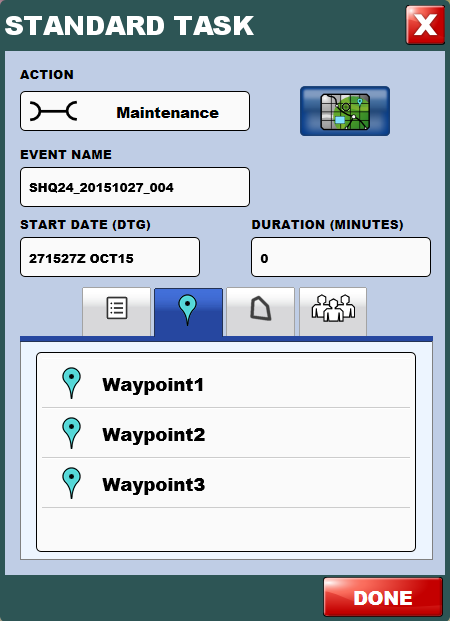 STANDARD TASK
X
ACTION
Maintenance
EVENT NAME
SHQ24_20151027_004
START DATE (DTG) DURATION (MINUTES)
271527Z OCT15 0
Waypoint1
Waypoint2
Waypoint3
DONE